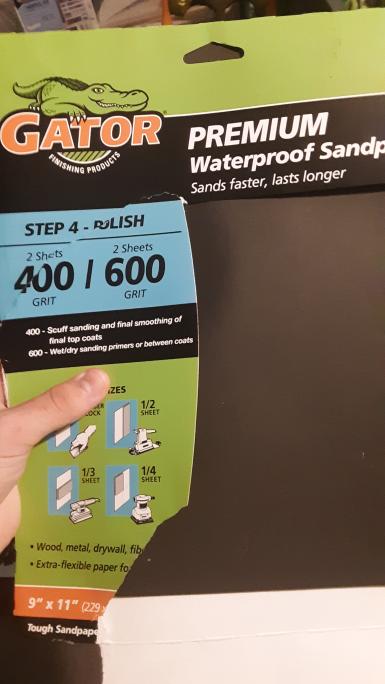 GATOR
FINISHING PRODUCTS
PREMIUM
Waterproof Sandp
Sands faster, lasts longer
STEP 4 - POLISH
2 Sheets 2 Sheets
400 / 600
GRIT GRIT
400 - Scuff sanding and final smoothing of
final top coats
600 - Wet/dry sanding primers or between coats
IZES
LOCK
1/2
SHEET
1/3
SHEET
1/4
SHEET
• Wood, metal, drywall, fib
• Extra-flexible paper fo
9" x 11" (229
Tough Sandpape